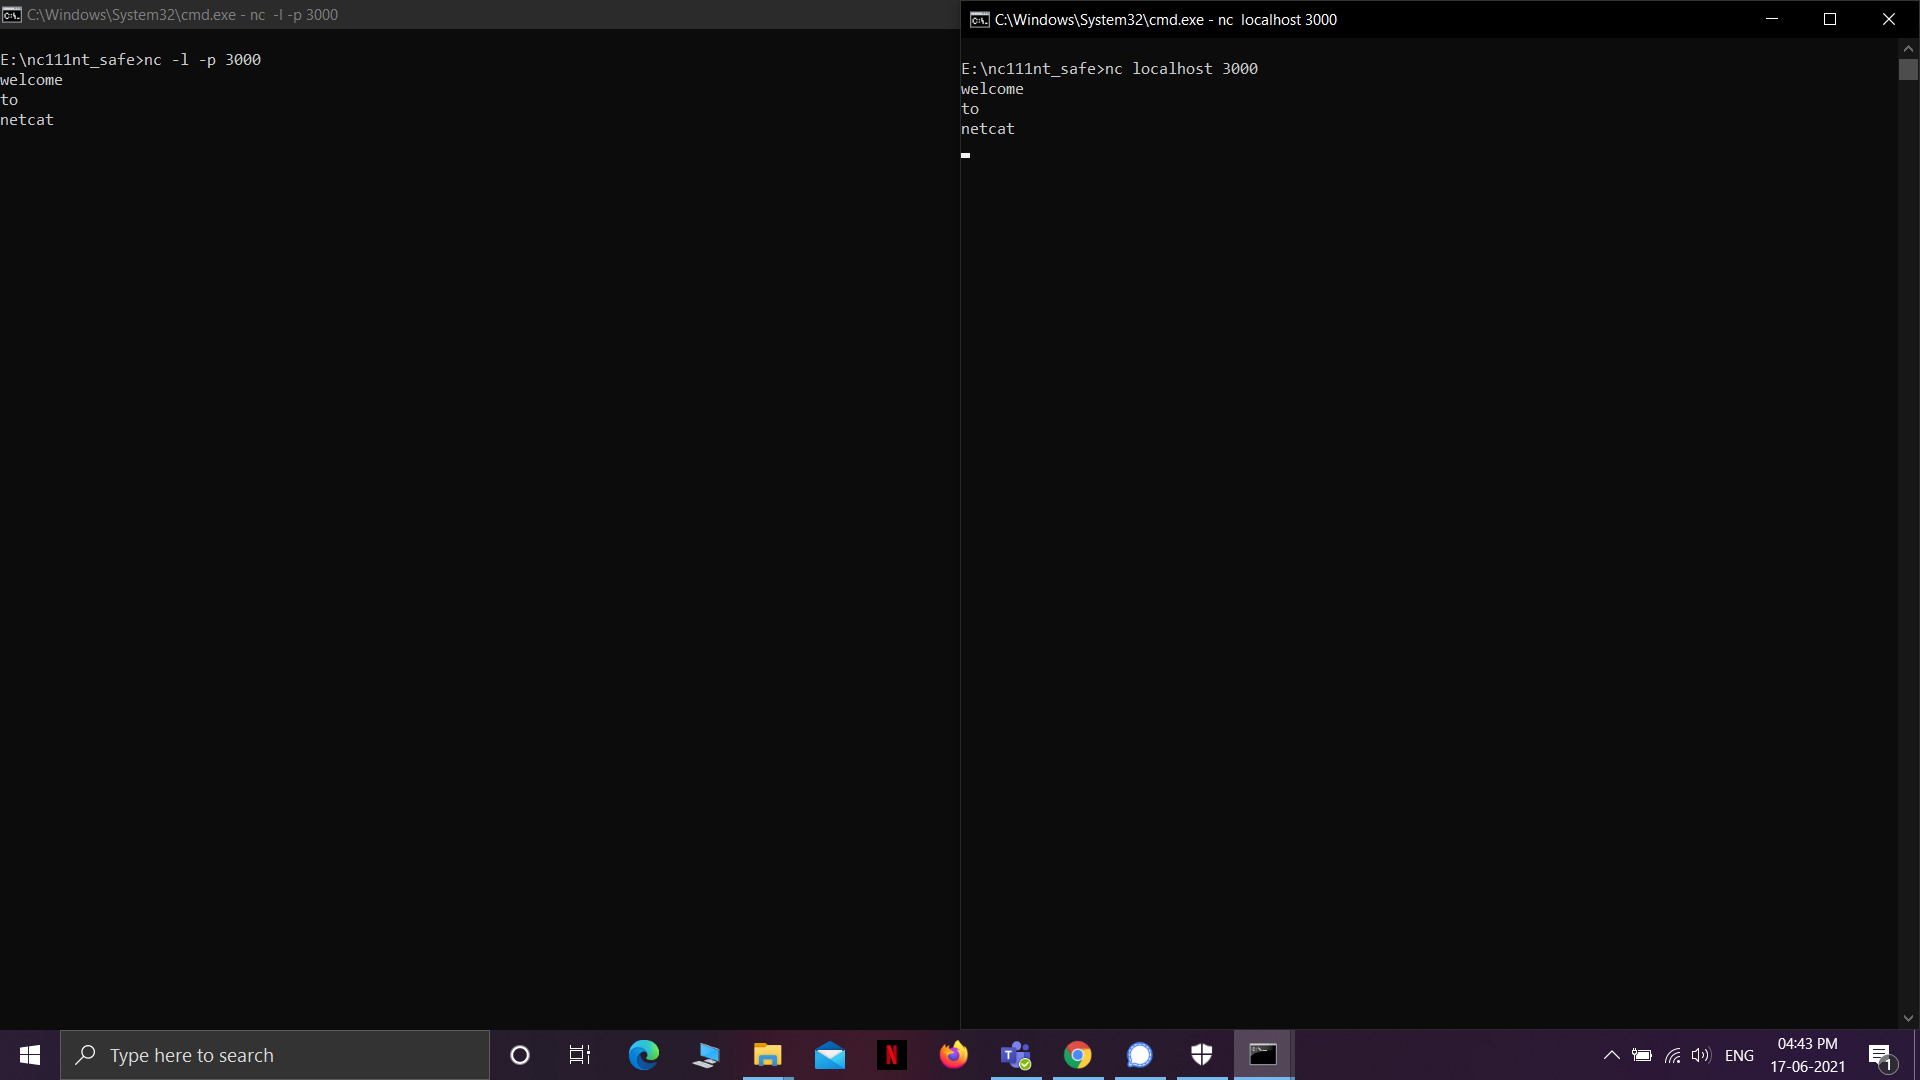 C:\Windows\System32\cmd.exe - nc  -l -p 3000
E:\nc111nt_safe>nc -l -p 3000
welcome
to
netcat
C:\Windows\System32\cmd.exe - nc  localhost 3000
E:\nc111nt_safe>nc localhost 3000
welcome
to
netcat
Type here to search
ENG
04:43 PM
17-06-2021
1